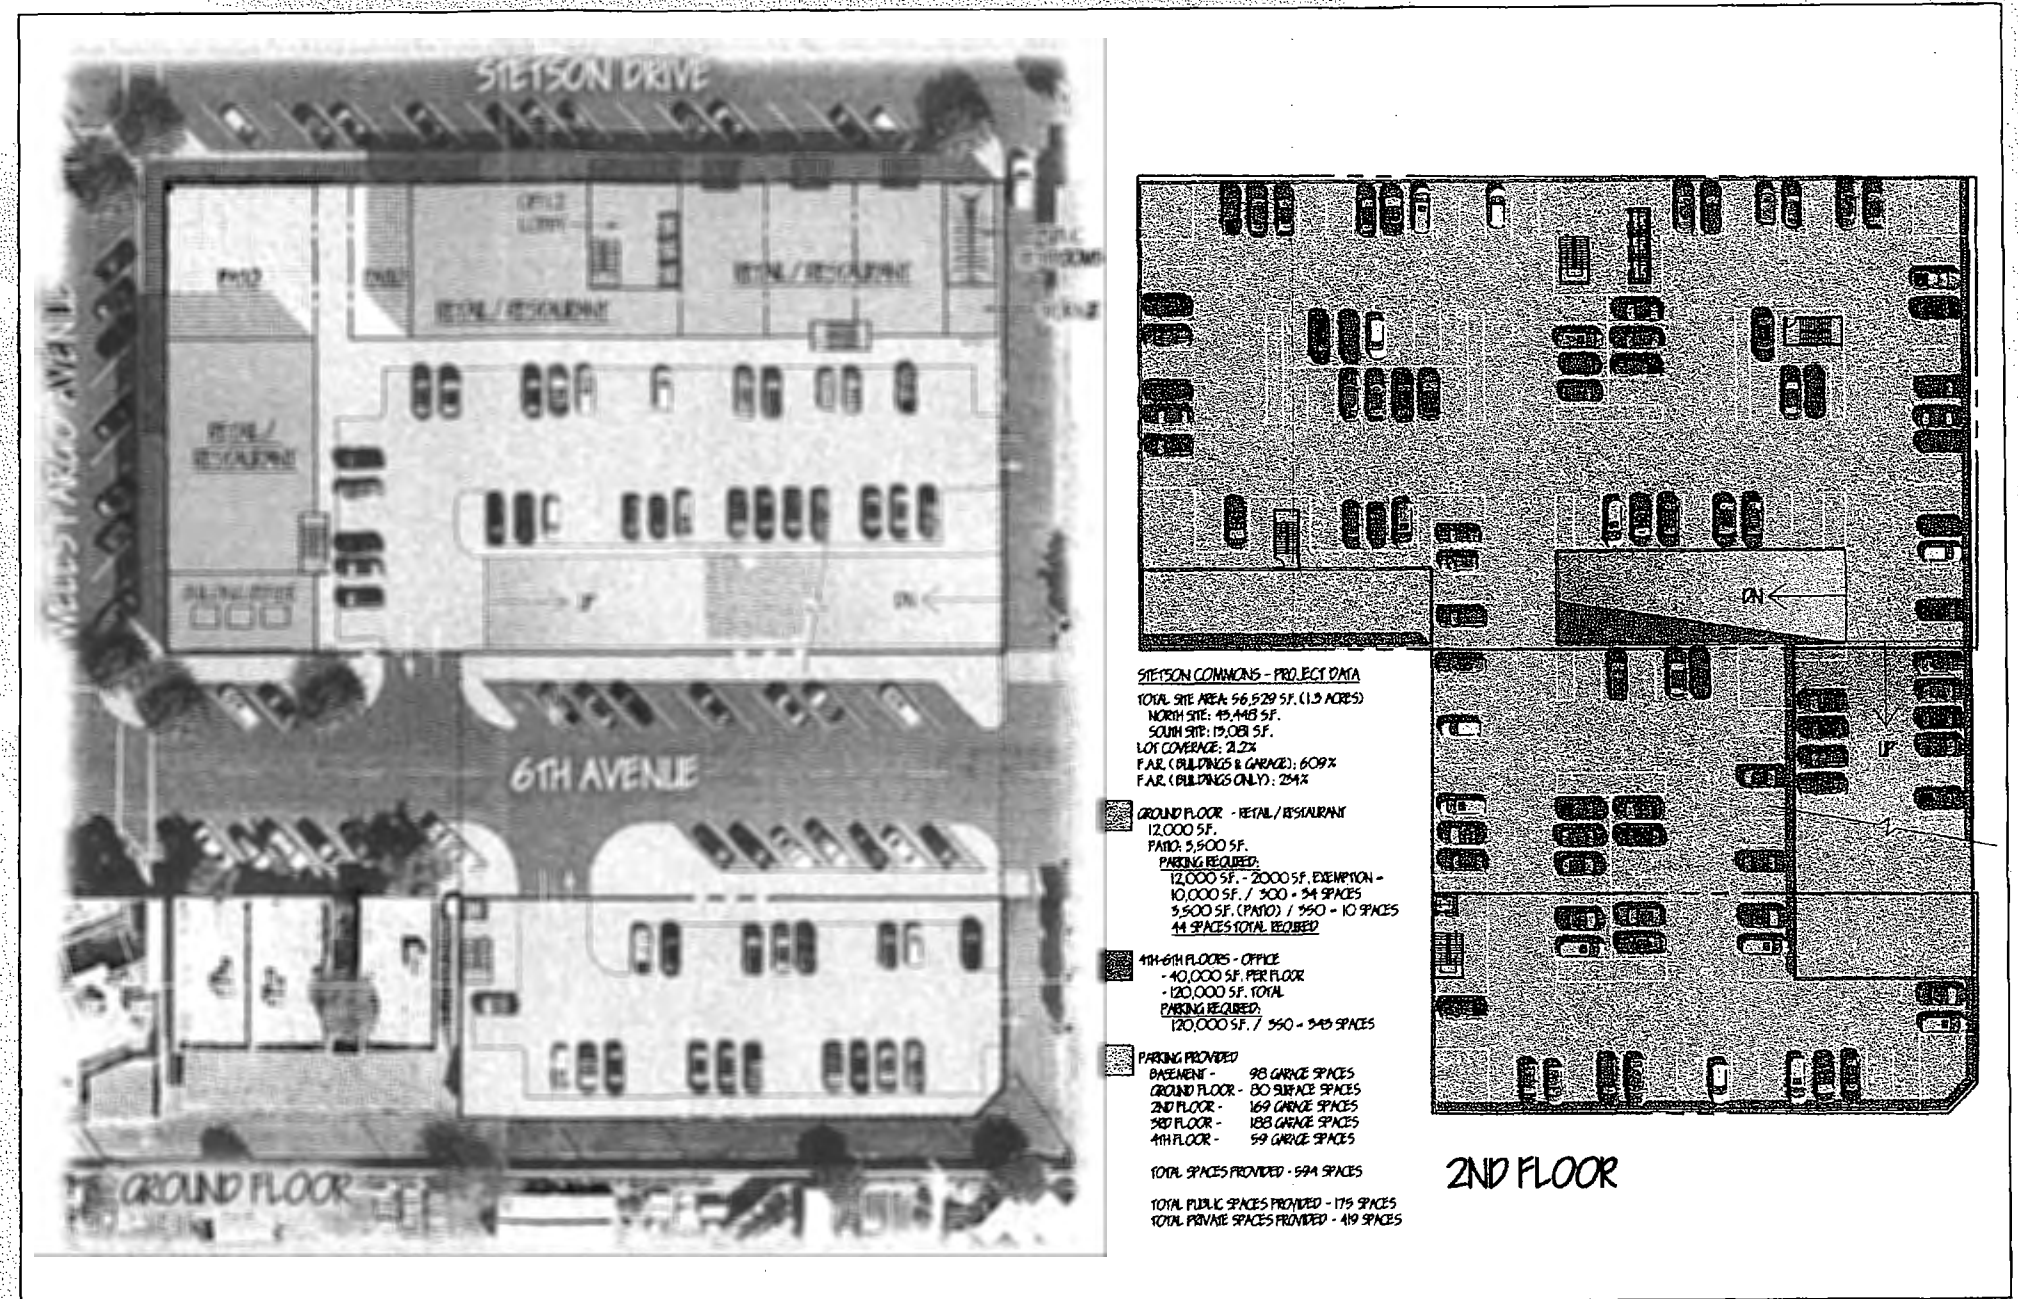 STETSON DRIVE
OFFICE
LOBBY
PATIO
PATIO
RETAIL / RESTAURANT
RETAIL / RESTAURANT
RETAIL /
RESTAURANT
UP
DN
6TH AVENUE
GROUND FLOOR
DN
UP
STETSON COMMONS - PROJECT DATA
TOTAL SITE AREA: 56,529 S.F. (1.3 ACRES)
NORTH SITE: 43,448 S.F.
SOUTH SITE: 13,081 S.F.
F.A.R. (BUILDINGS & GARAGE): 609%
F.A.R. (BUILDINGS ONLY): 234%
GROUND FLOOR - RETAIL / RESTAURANT
12,000 S.F.
PATIO: 3,500 S.F.
PARKING REQUIRED:
12,000 S.F. - 2000 S.F. EXEMPTION =
10,000 S.F. / 300 = 34 SPACES
3,500 S.F. (PATIO) / 350 = 10 SPACES
44 SPACES TOTAL REQUIRED
4TH-6TH FLOORS - OFFICE
- 40,000 S.F. PER FLOOR
- 120,000 S.F. TOTAL
PARKING REQUIRED:
120,000 S.F. / 350 = 343 SPACES
PARKING PROVIDED
BASEMENT - 98 GARAGE SPACES
GROUND FLOOR - 80 SURFACE SPACES
2ND FLOOR - 169 GARAGE SPACES
3RD FLOOR - 188 GARAGE SPACES
4TH FLOOR - 59 GARAGE SPACES
TOTAL SPACES PROVIDED - 594 SPACES
TOTAL PUBLIC SPACES PROVIDED - 175 SPACES
TOTAL PRIVATE SPACES PROVIDED - 419 SPACES
2ND FLOOR